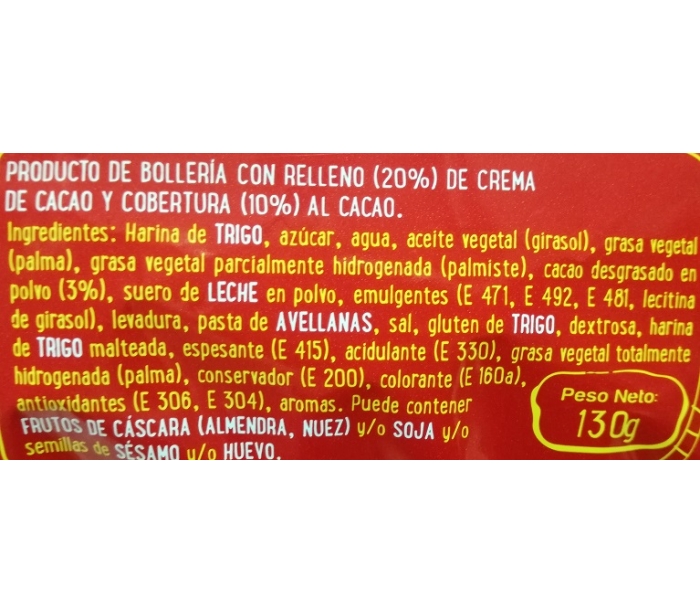 PRODUCTO DE BOLLERÍA CON RELLENO (20%) DE CREMA
DE CACAO Y COBERTURA (10%) AL CACAO.
Ingredientes: Harina de TRIGO, azúcar, agua, aceite vegetal (girasol), grasa vegetal
(palma), grasa vegetal parcialmente hidrogenada (palmiste), cacao desgrasado en
polvo (3%), suero de LECHE en polvo, emulgentes (E 471, E 492, E 481, lecitina
de girasol), levadura, pasta de AVELLANAS, sal, gluten de TRIGO, dextrosa, harina
de TRIGO malteada, espesante (E 415), acidulante (E 330), grasa vegetal totalmente
hidrogenada (palma), conservador (E 200), colorante (E 160a),
antioxidantes (E 306, E 304), aromas. Puede contener
FRUTOS DE CÁSCARA (ALMENDRA, NUEZ) y/o SOJA y/o
semillas de SÉSAMO y/o HUEVO.
Peso Neto:
130g